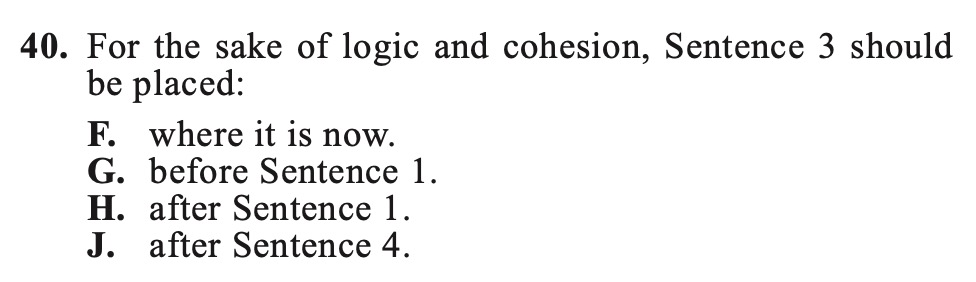 40. For the sake of logic and cohesion, Sentence 3 should
be placed:
F. where it is now.
G. before Sentence 1.
H. after Sentence 1.
J. after Sentence 4.